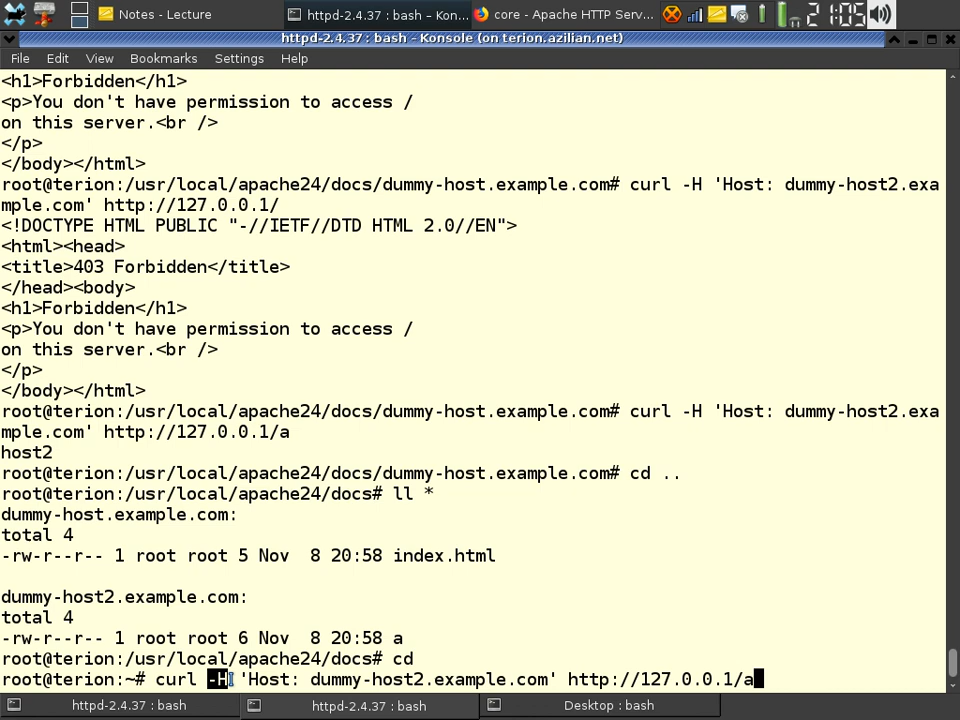 Notes - Lecture
httpd-2.4.37 : bash – Kon...
core - Apache HTTP Serv...
2 1:05
httpd-2.4.37 : bash - Konsole (on terion.azilian.net)
File Edit View Bookmarks Settings Help
<h1>Forbidden</h1>
<p>You don't have permission to access /
on this server.<br />
</p>
</body></html>
root@terion:/usr/local/apache24/docs/dummy-host.example.com# curl -H 'Host: dummy-host2.exa
mple.com' http://127.0.0.1/
<!DOCTYPE HTML PUBLIC "-//IETF//DTD HTML 2.0//EN">
<html><head>
<title>403 Forbidden</title>
</head><body>
<h1>Forbidden</h1>
<p>You don't have permission to access /
on this server.<br />
</p>
</body></html>
root@terion:/usr/local/apache24/docs/dummy-host.example.com# curl -H 'Host: dummy-host2.exa
mple.com' http://127.0.0.1/a
host2
root@terion:/usr/local/apache24/docs/dummy-host.example.com# cd ..
root@terion:/usr/local/apache24/docs# ll *
dummy-host.example.com:
total 4
-rw-r--r-- 1 root root 5 Nov  8 20:58 index.html
dummy-host2.example.com:
total 4
-rw-r--r-- 1 root root 6 Nov  8 20:58 a
root@terion:/usr/local/apache24/docs# cd
root@terion:~# curl -H 'Host: dummy-host2.example.com' http://127.0.0.1/a
httpd-2.4.37 : bash
httpd-2.4.37 : bash
Desktop : bash